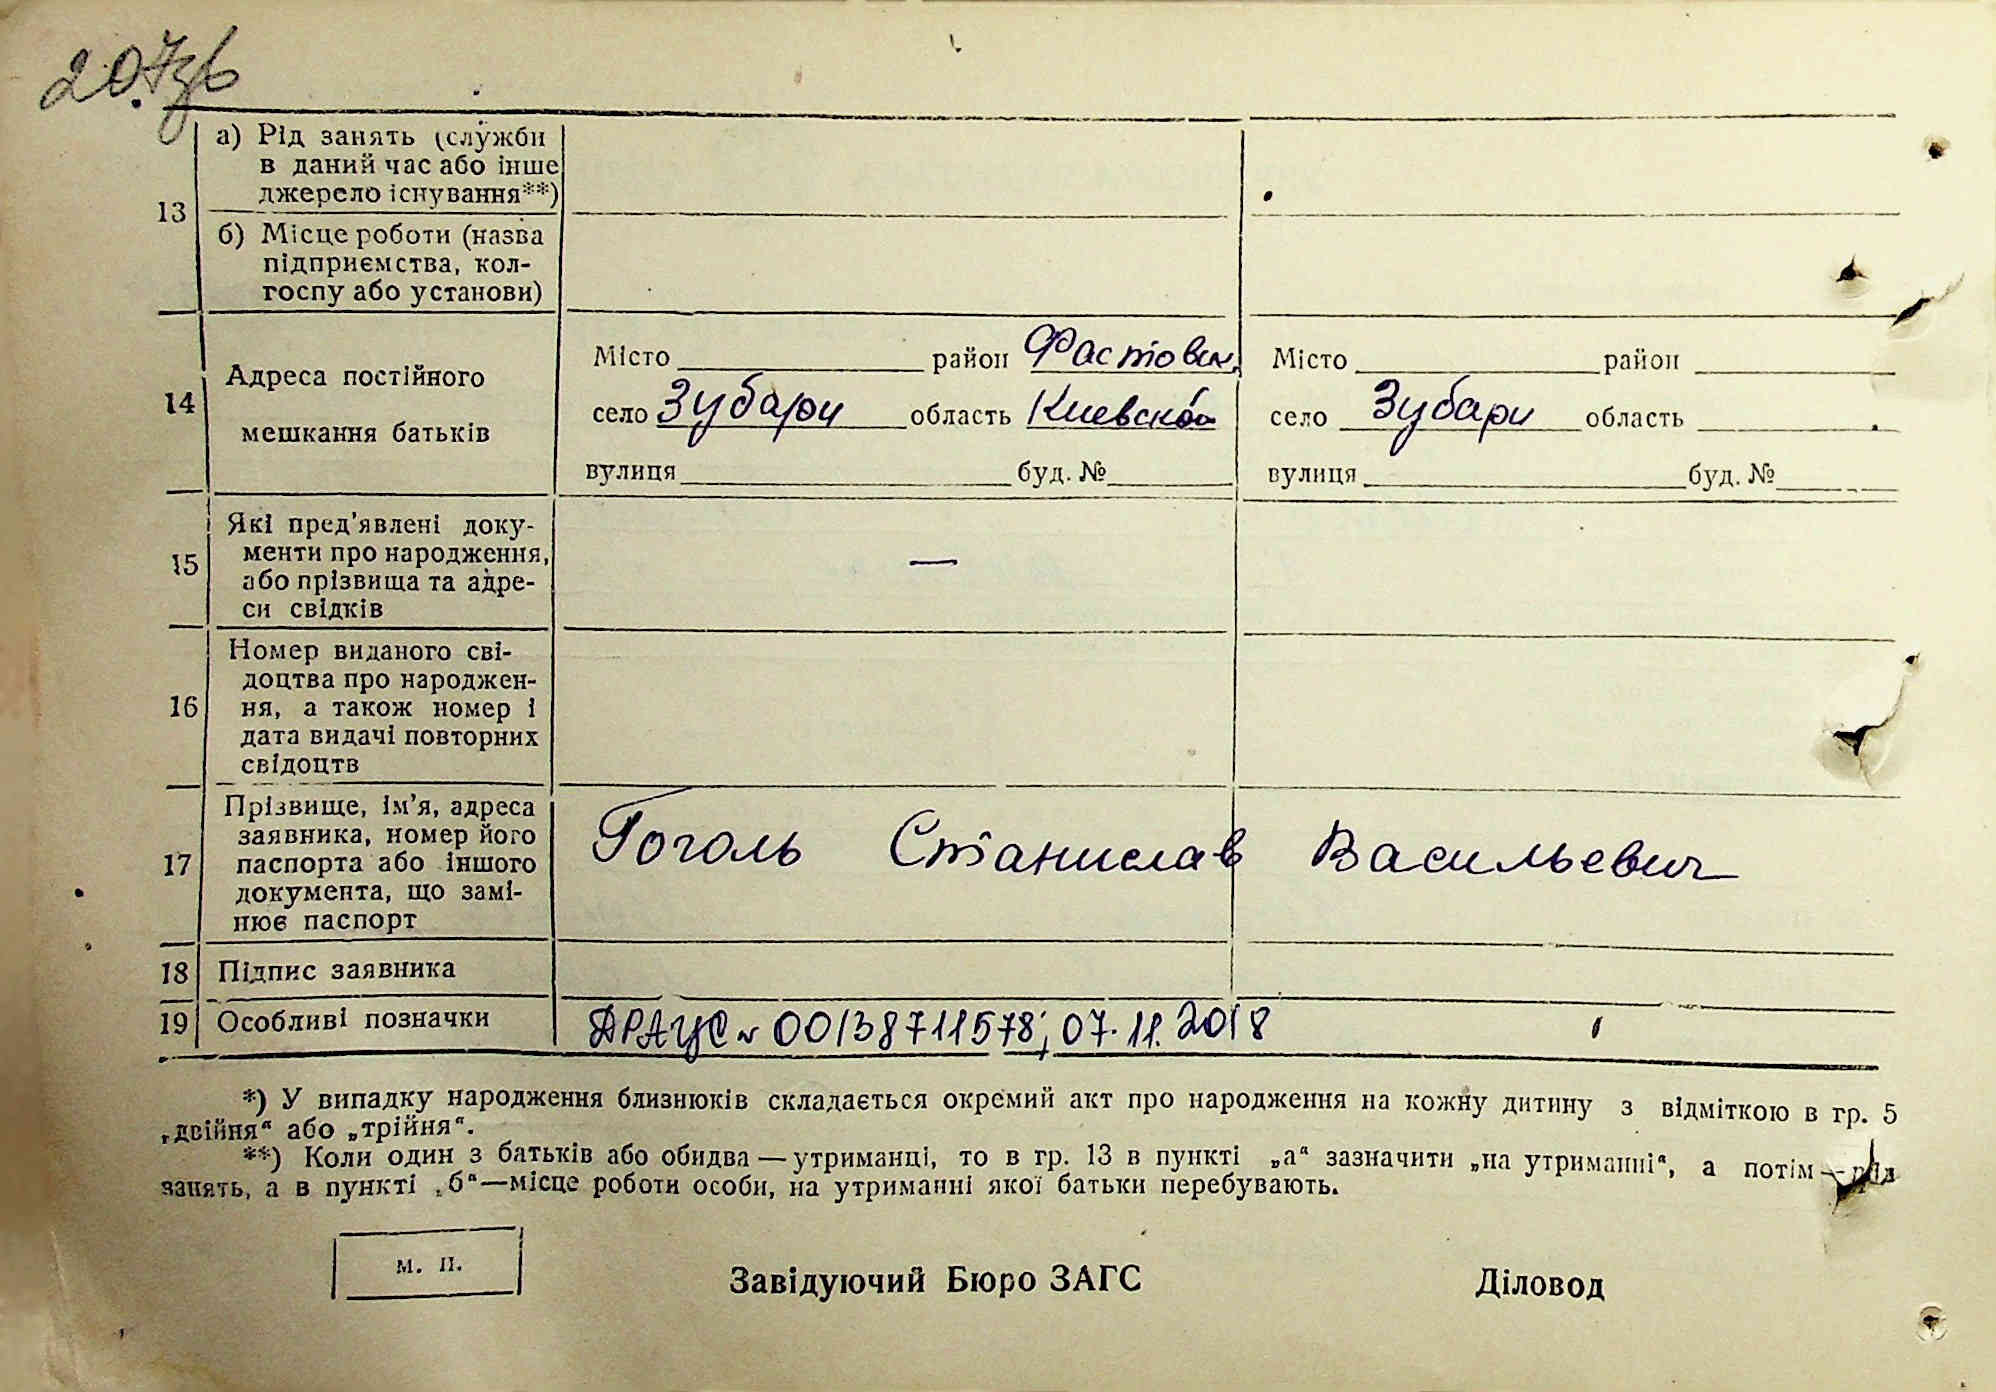 13
а) Рід занять (служби
в даний час або інше
джерело існування**)
б) Місце роботи (назва
підприємства, кол-
госпу або установи)
14
Адреса постійного
мешкання батьків
Місто район Фастовск.
село Зубари область Киевской
вулиця буд. №
Місто район
село Зубари область
вулиця буд. №
15
Які пред’явлені доку-
менти про народження,
або прізвища та адре-
си свідків
—
16
Номер виданого сві-
доцтва про народжен-
ня, а також номер і
дата видачі повторних
свідоцтв
17
Прізвище, ім’я, адреса
заявника, номер його
паспорта або іншого
документа, що замі-
нює паспорт
Гоголь Станислав Васильевич
18
Підпис заявника
19
Особливі позначки
ДРАЦС № 00138711578; 07.11.2018
*) У випадку народження близнюків складається окремий акт про народження на кожну дитину з відміткою в гр. 5
„двійня“ або „трійня“.
**) Коли один з батьків або обидва—утриманці, то в гр. 13 в пункті „а“ зазначити „на утриманні“, а потім—рід
занять, а в пункті „б“—місце роботи особи, на утриманні якої батьки перебувають.
м. п.
Завідуючий Бюро ЗАГС
Діловод